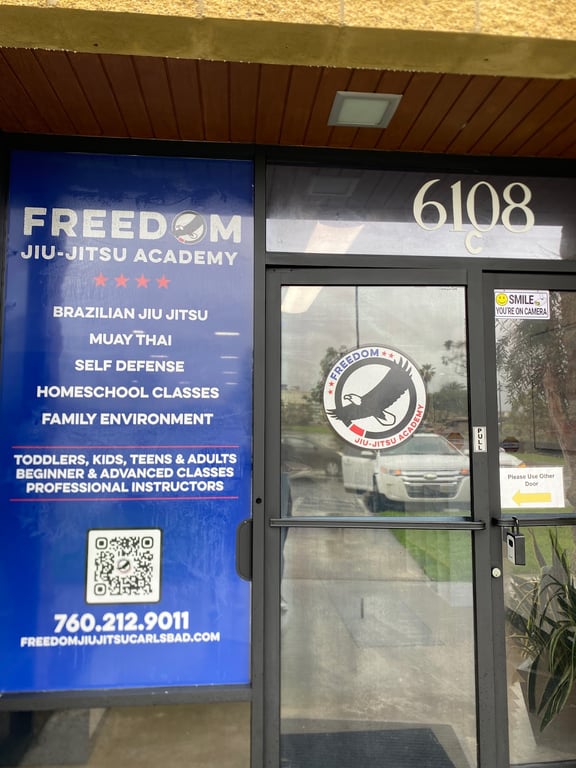 FREEDOM
JIU-JITSU ACADEMY
BRAZILIAN JIU JITSU
MUAY THAI
SELF DEFENSE
HOMESCHOOL CLASSES
FAMILY ENVIRONMENT
TODDLERS, KIDS, TEENS & ADULTS
BEGINNER & ADVANCED CLASSES
PROFESSIONAL INSTRUCTORS
760.212.9011
FREEDOMJIUJITSUCARLSBAD.COM
6108
C
FREEDOM
JIU-JITSU ACADEMY
SMILE
YOU'RE ON CAMERA
PULL
Please Use Other
Door